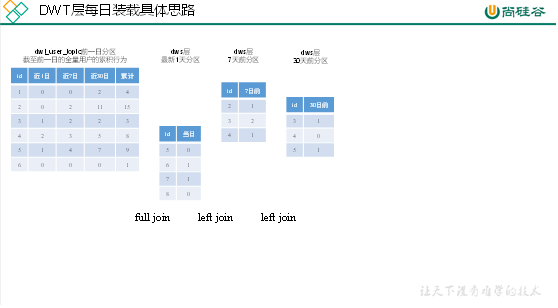 DWT层每日装载具体思路
尚硅谷
dwt_user_topic前一日分区
截至前一日的全量用户的累积行为
id 近1日 近7日 近30日 累计
1 0 0 2 4
2 0 2 11 15
3 1 2 2 3
4 2 3 5 6
5 1 4 7 9
6 0 0 0 1
dws层
最新1天分区
id 当日
5 0
6 1
7 1
8 0
dws层
7天前分区
id 7日前
2 1
3 2
4 1
dws层
30天前分区
id 30日前
3 1
4 0
5 1
full join left join left join
让天下没有难学的技术